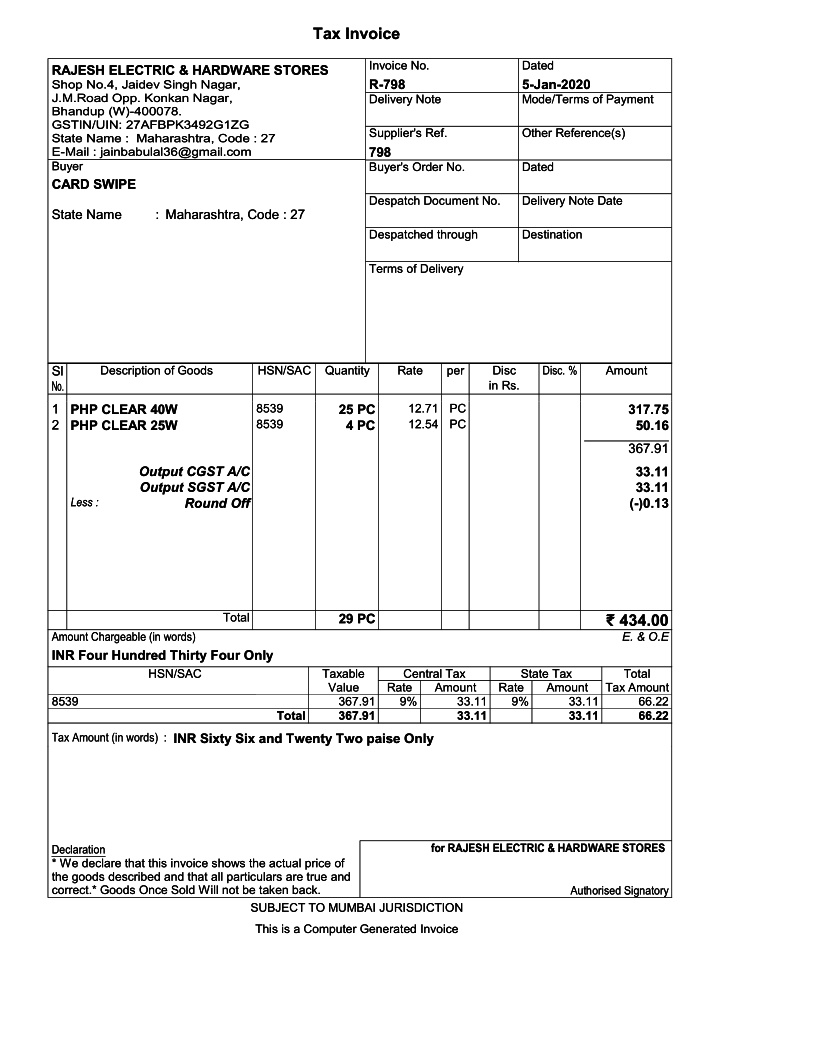 Tax Invoice
RAJESH ELECTRIC & HARDWARE STORES
Shop No.4, Jaidev Singh Nagar,
J.M.Road Opp. Konkan Nagar,
Bhandup (W)-400078.
GSTIN/UIN: 27AFBPK3492G1ZG
State Name : Maharashtra, Code : 27
E-Mail : jainbabulal36@gmail.com
Invoice No.
R-798
Dated
5-Jan-2020
Delivery Note
Mode/Terms of Payment
Supplier's Ref.
798
Other Reference(s)
Buyer
CARD SWIPE
State Name : Maharashtra, Code : 27
Buyer's Order No.
Dated
Despatch Document No.
Delivery Note Date
Despatched through
Destination
Terms of Delivery
Sl No. Description of Goods HSN/SAC Quantity Rate per Disc in Rs. Disc. % Amount
1 PHP CLEAR 40W 8539 25 PC 12.71 PC 317.75
2 PHP CLEAR 25W 8539 4 PC 12.54 PC 50.16
367.91
Output CGST A/C 33.11
Output SGST A/C 33.11
Less : Round Off (-)0.13
Total 29 PC ₹ 434.00
Amount Chargeable (in words) E. & O.E
INR Four Hundred Thirty Four Only
HSN/SAC Taxable Value Central Tax State Tax Total Tax Amount
Rate Amount Rate Amount
8539 367.91 9% 33.11 9% 33.11 66.22
Total 367.91 33.11 33.11 66.22
Tax Amount (in words) : INR Sixty Six and Twenty Two paise Only
Declaration
* We declare that this invoice shows the actual price of
the goods described and that all particulars are true and
correct.* Goods Once Sold Will not be taken back.
for RAJESH ELECTRIC & HARDWARE STORES
Authorised Signatory
SUBJECT TO MUMBAI JURISDICTION
This is a Computer Generated Invoice